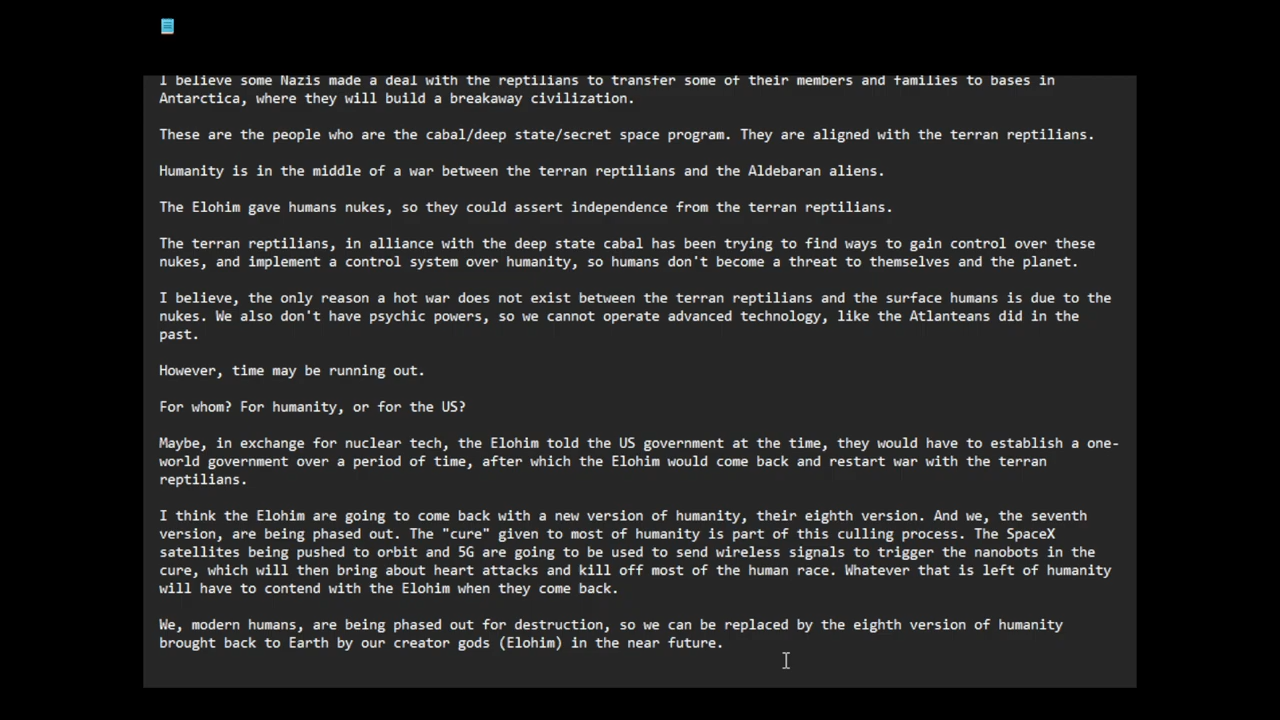 I believe some Nazis made a deal with the reptilians to transfer some of their members and families to bases in
Antarctica, where they will build a breakaway civilization.
These are the people who are the cabal/deep state/secret space program. They are aligned with the terran reptilians.
Humanity is in the middle of a war between the terran reptilians and the Aldebaran aliens.
The Elohim gave humans nukes, so they could assert independence from the terran reptilians.
The terran reptilians, in alliance with the deep state cabal has been trying to find ways to gain control over these
nukes, and implement a control system over humanity, so humans don't become a threat to themselves and the planet.
I believe, the only reason a hot war does not exist between the terran reptilians and the surface humans is due to the
nukes. We also don't have psychic powers, so we cannot operate advanced technology, like the Atlanteans did in the
past.
However, time may be running out.
For whom? For humanity, or for the US?
Maybe, in exchange for nuclear tech, the Elohim told the US government at the time, they would have to establish a one-
world government over a period of time, after which the Elohim would come back and restart war with the terran
reptilians.
I think the Elohim are going to come back with a new version of humanity, their eighth version. And we, the seventh
version, are being phased out. The "cure" given to most of humanity is part of this culling process. The SpaceX
satellites being pushed to orbit and 5G are going to be used to send wireless signals to trigger the nanobots in the
cure, which will then bring about heart attacks and kill off most of the human race. Whatever that is left of humanity
will have to contend with the Elohim when they come back.
We, modern humans, are being phased out for destruction, so we can be replaced by the eighth version of humanity
brought back to Earth by our creator gods (Elohim) in the near future.